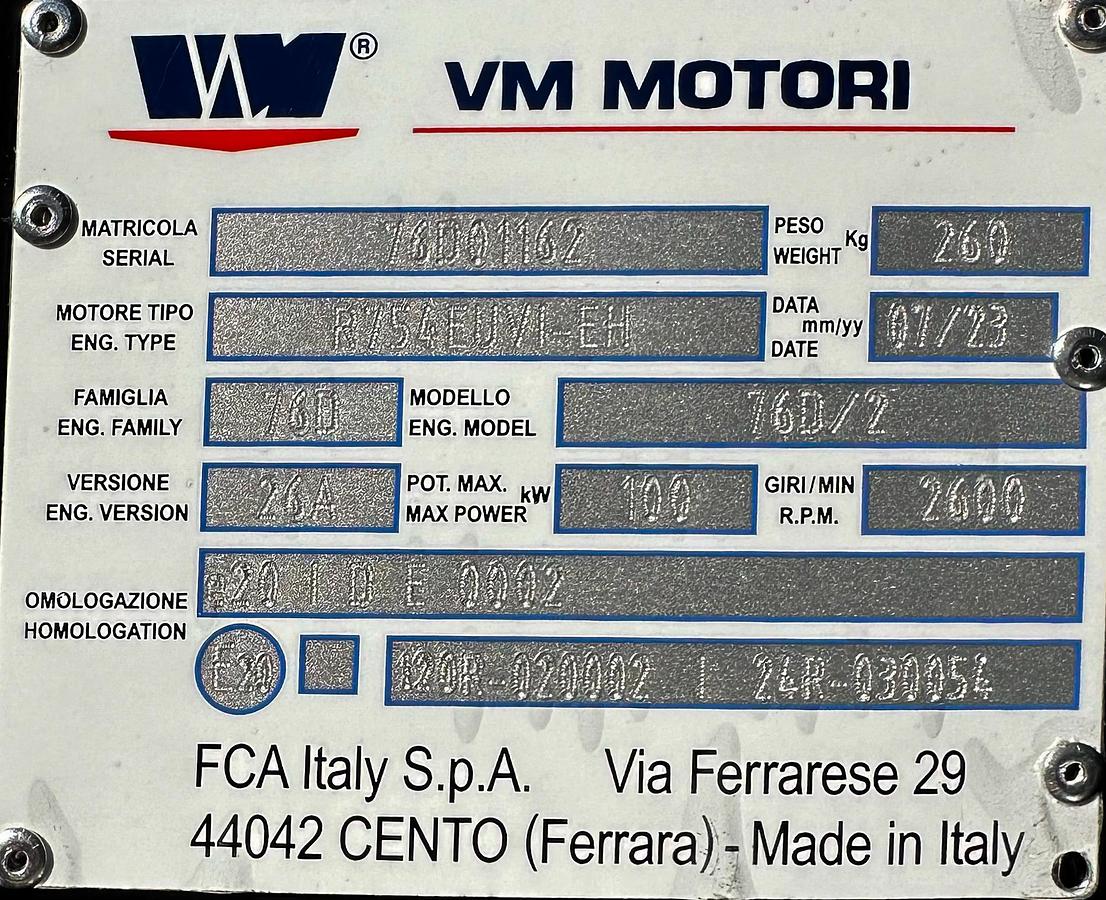 VM® VM MOTORI
MATRICOLA 76D01162 PESO Kg 260
SERIAL WEIGHT
MOTORE TIPO R754EUVI-EH DATA mm/yy 07/23
ENG. TYPE DATE
FAMIGLIA 76D MODELLO 76D/2
ENG. FAMILY ENG. MODEL
VERSIONE 26A POT. MAX. kW 100 GIRI/MIN 2600
ENG. VERSION MAX POWER R.P.M.
OMOLOGAZIONE e20 I D E 0002
HOMOLOGATION
E20 120R-020002 | 24R-030054
FCA Italy S.p.A. Via Ferrarese 29
44042 CENTO (Ferrara) - Made in Italy